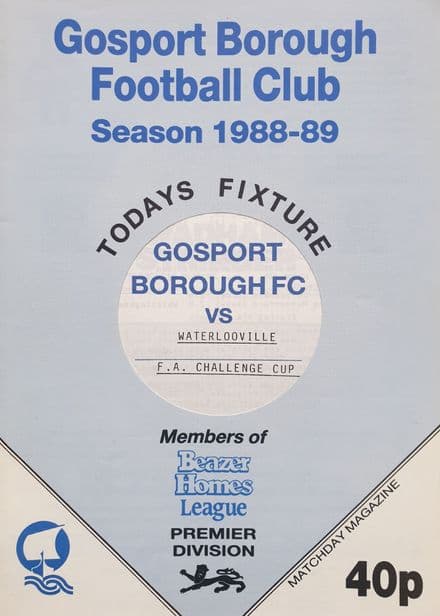 Gosport Borough
Football Club
Season 1988-89
TODAYS FIXTURE
GOSPORT
BOROUGH FC
VS
WATERLOOVILLE
F.A. CHALLENGE CUP
Members of
Beazer
Homes
League
PREMIER
DIVISION
MATCHDAY MAGAZINE
40p